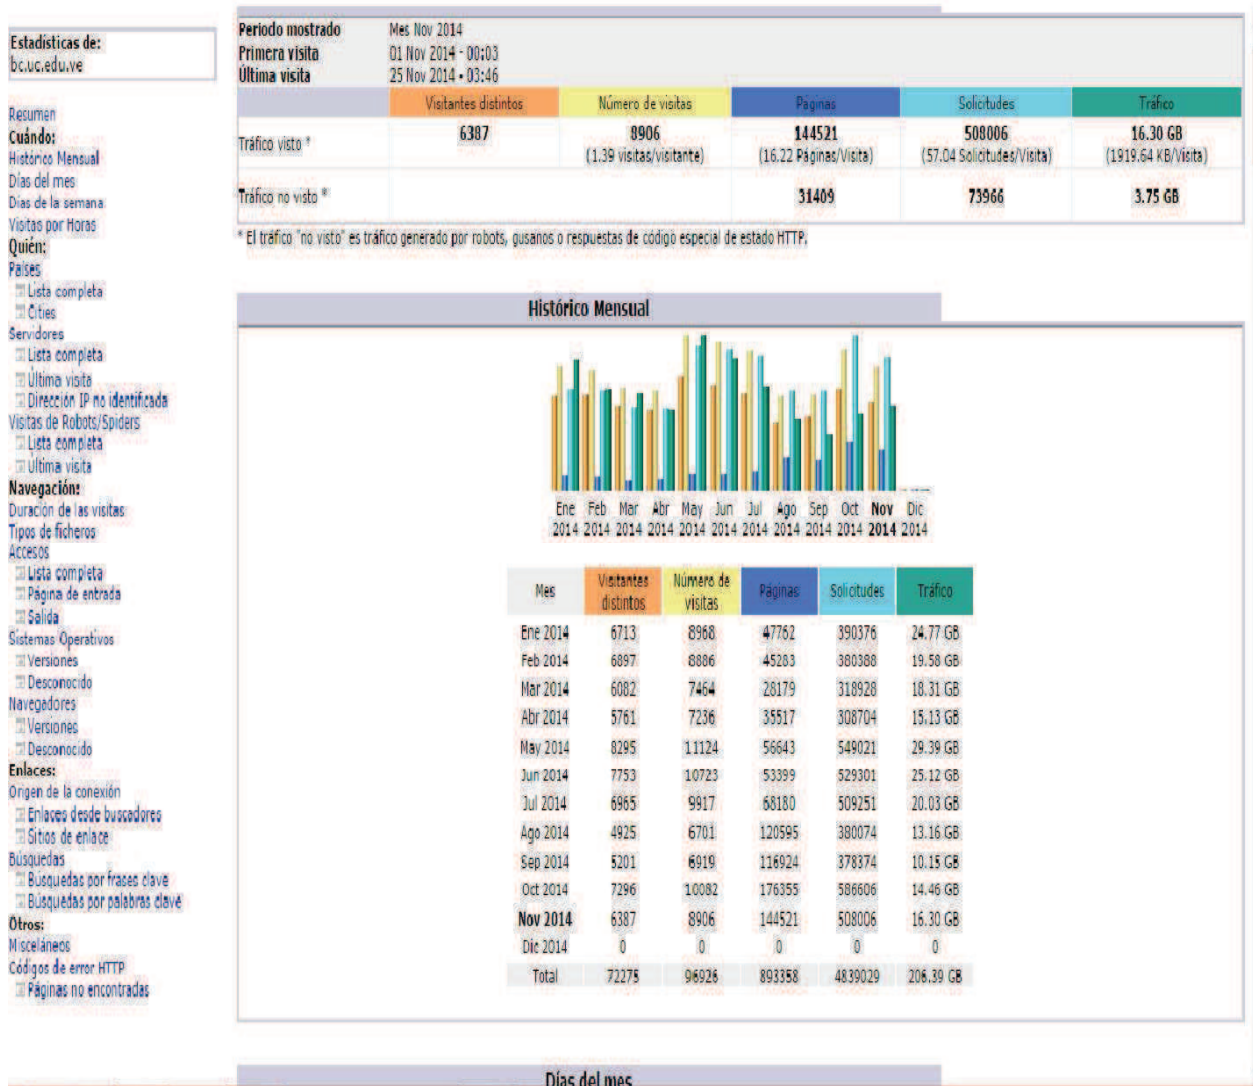 Estadísticas de:
bc.uc.edu.ve
Resumen
Cuándo:
Histórico Mensual
Días del mes
Días de la semana
Visitas por Horas
Quién:
Países
Lista completa
Cities
Servidores
Lista completa
Última visita
Dirección IP no identificada
Visitas de Robots/Spiders
Lista completa
Última visita
Navegación:
Duración de las visitas
Tipos de ficheros
Accesos
Lista completa
Página de entrada
Salida
Sistemas Operativos
Versiones
Desconocido
Navegadores
Versiones
Desconocido
Enlaces:
Origen de la conexión
Enlaces desde buscadores
Sitios de enlace
Búsquedas
Búsquedas por frases clave
Búsquedas por palabras clave
Otros:
Misceláneos
Códigos de error HTTP
Páginas no encontradas
Periodo mostrado Mes Nov 2014
Primera visita 01 Nov 2014 - 00:03
Última visita 25 Nov 2014 - 03:46
Visitantes distintos Número de visitas Páginas Solicitudes Tráfico
Tráfico visto * 6387 8906 144521 508006 16.30 GB
(1.39 visitas/visitante) (16.22 Páginas/Visita) (57.04 Solicitudes/Visita) (1919.64 KB/Visita)
Tráfico no visto * 31409 73966 3.75 GB
* El tráfico "no visto" es tráfico generado por robots, gusanos o respuestas de código especial de estado HTTP.
Histórico Mensual
Ene Feb Mar Abr May Jun Jul Ago Sep Oct Nov Dic
2014 2014 2014 2014 2014 2014 2014 2014 2014 2014 2014 2014
Mes Visitantes distintos Número de visitas Páginas Solicitudes Tráfico
Ene 2014 6713 8968 47762 390376 24.77 GB
Feb 2014 6897 8886 45283 380388 19.58 GB
Mar 2014 6082 7464 28179 318928 18.31 GB
Abr 2014 5761 7236 35517 308704 15.13 GB
May 2014 8295 11124 56643 549021 29.39 GB
Jun 2014 7753 10723 53399 529301 25.12 GB
Jul 2014 6965 9917 68180 509251 20.03 GB
Ago 2014 4925 6701 120595 380074 13.16 GB
Sep 2014 5201 6919 116924 378374 10.15 GB
Oct 2014 7296 10082 176355 586606 14.46 GB
Nov 2014 6387 8906 144521 508006 16.30 GB
Dic 2014 0 0 0 0 0
Total 72275 96926 893358 4839029 206.39 GB
Días del mes